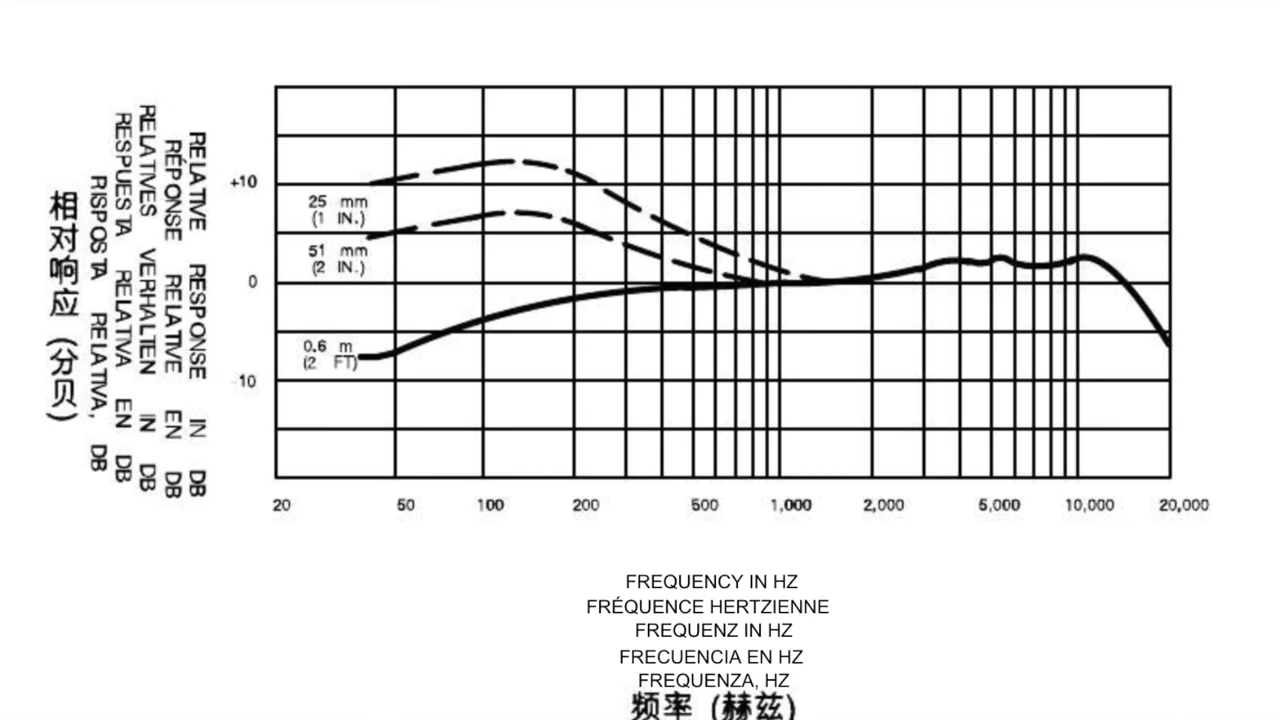 RELATIVE RESPONSE IN DB
RÉPONSE RELATIVE EN DB
RELATIVES VERHALTEN IN DB
RESPUESTA RELATIVA EN DB
RISPOSTA RELATIVA, DB
相对响应 (分贝)
+10
25 mm
(1 IN.)
51 mm
(2 IN.)
0
0.6 m
(2 FT)
10
20 50 100 200 500 1,000 2,000 5,000 10,000 20,000
FREQUENCY IN HZ
FRÉQUENCE HERTZIENNE
FREQUENZ IN HZ
FRECUENCIA EN HZ
FREQUENZA, HZ
频率 (赫兹)